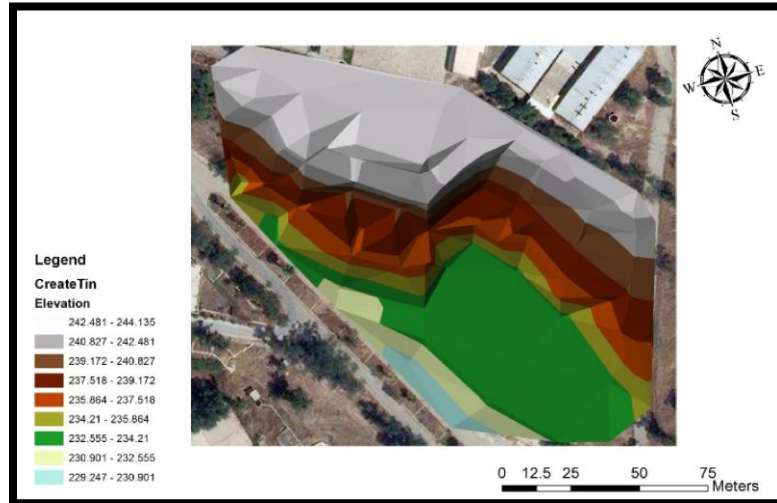 N
W E
S
Legend
CreateTin
Elevation
242.481 - 244.135
240.827 - 242.481
239.172 - 240.827
237.518 - 239.172
235.864 - 237.518
234.21 - 235.864
232.555 - 234.21
230.901 - 232.555
229.247 - 230.901
0 12.5 25 50 75
Meters